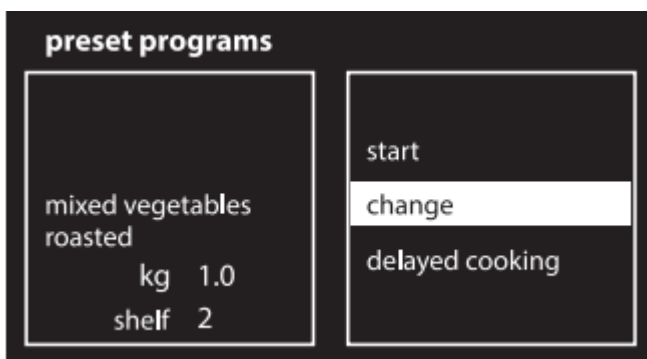 preset programs
mixed vegetables
roasted
kg 1.0
shelf 2
start
change
delayed cooking